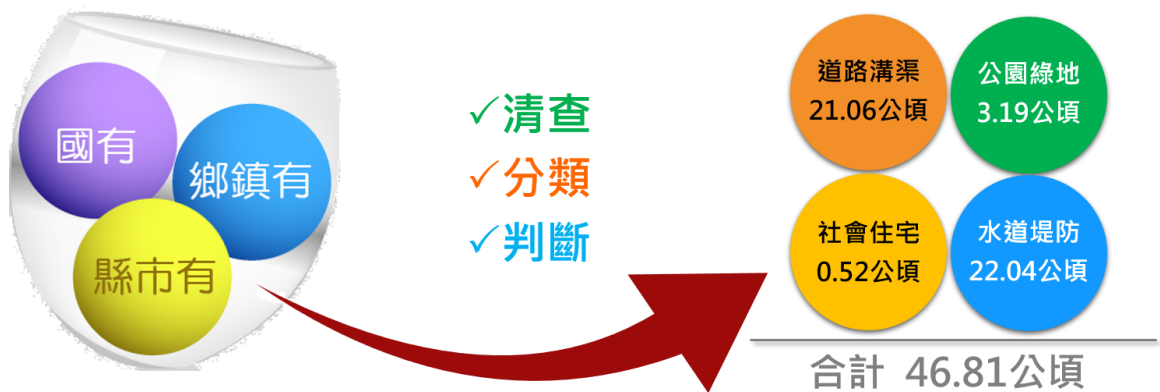 國有
鄉鎮有
縣市有
✓清查
✓分類
✓判斷
道路溝渠
21.06公頃
公園綠地
3.19公頃
社會住宅
0.52公頃
水道堤防
22.04公頃
合計 46.81公頃